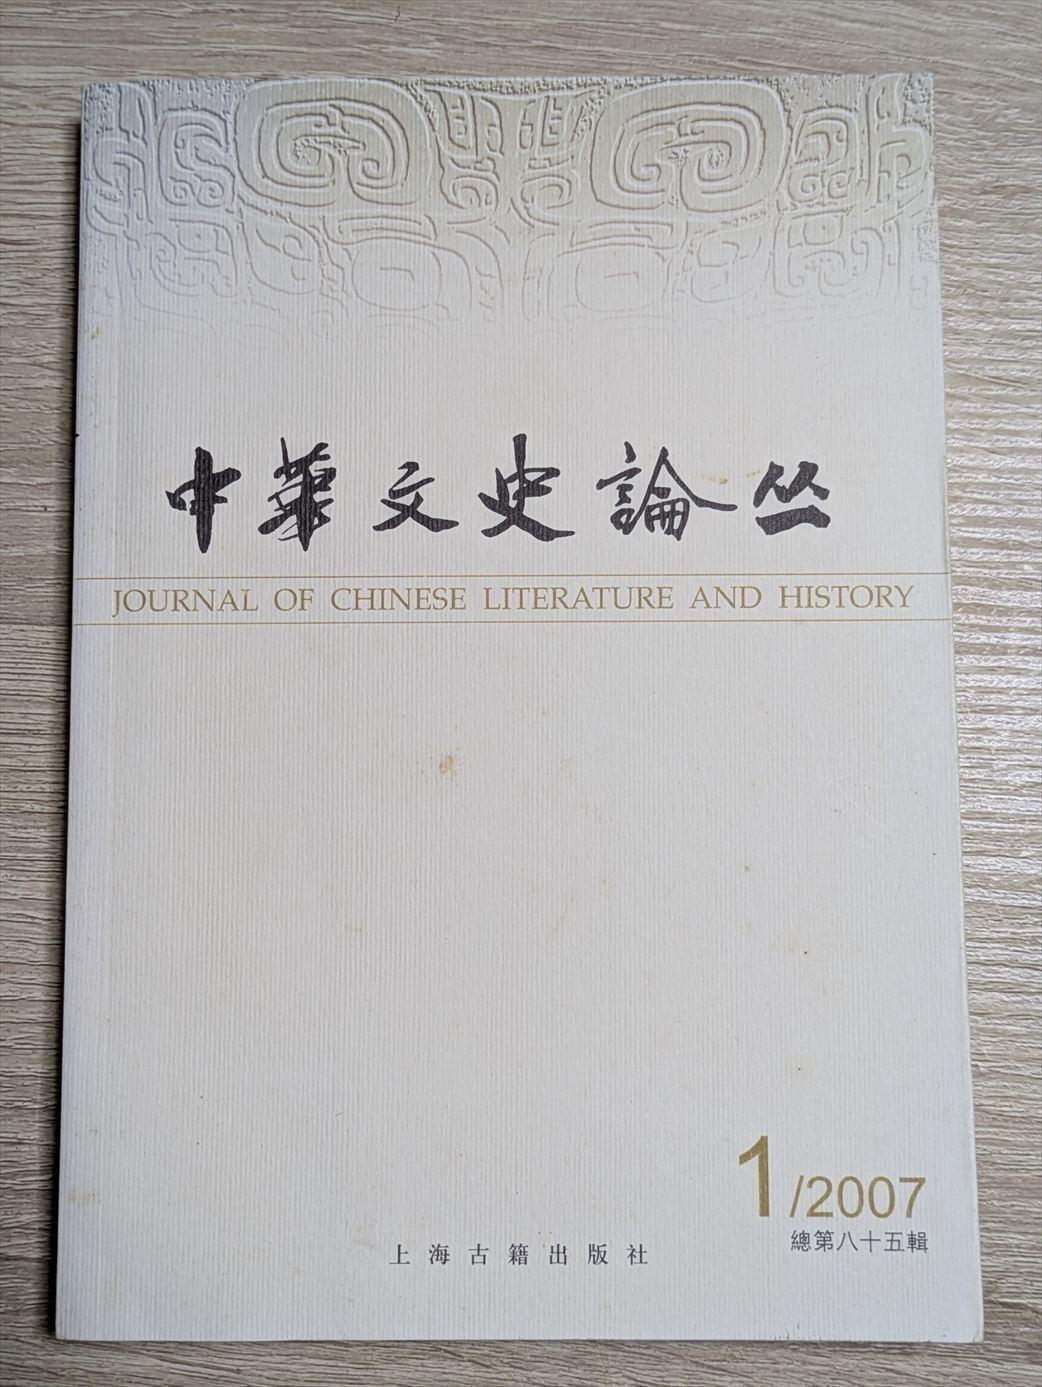 中華文史論丛
JOURNAL OF CHINESE LITERATURE AND HISTORY
1/2007
總第八十五輯
上海古籍出版社